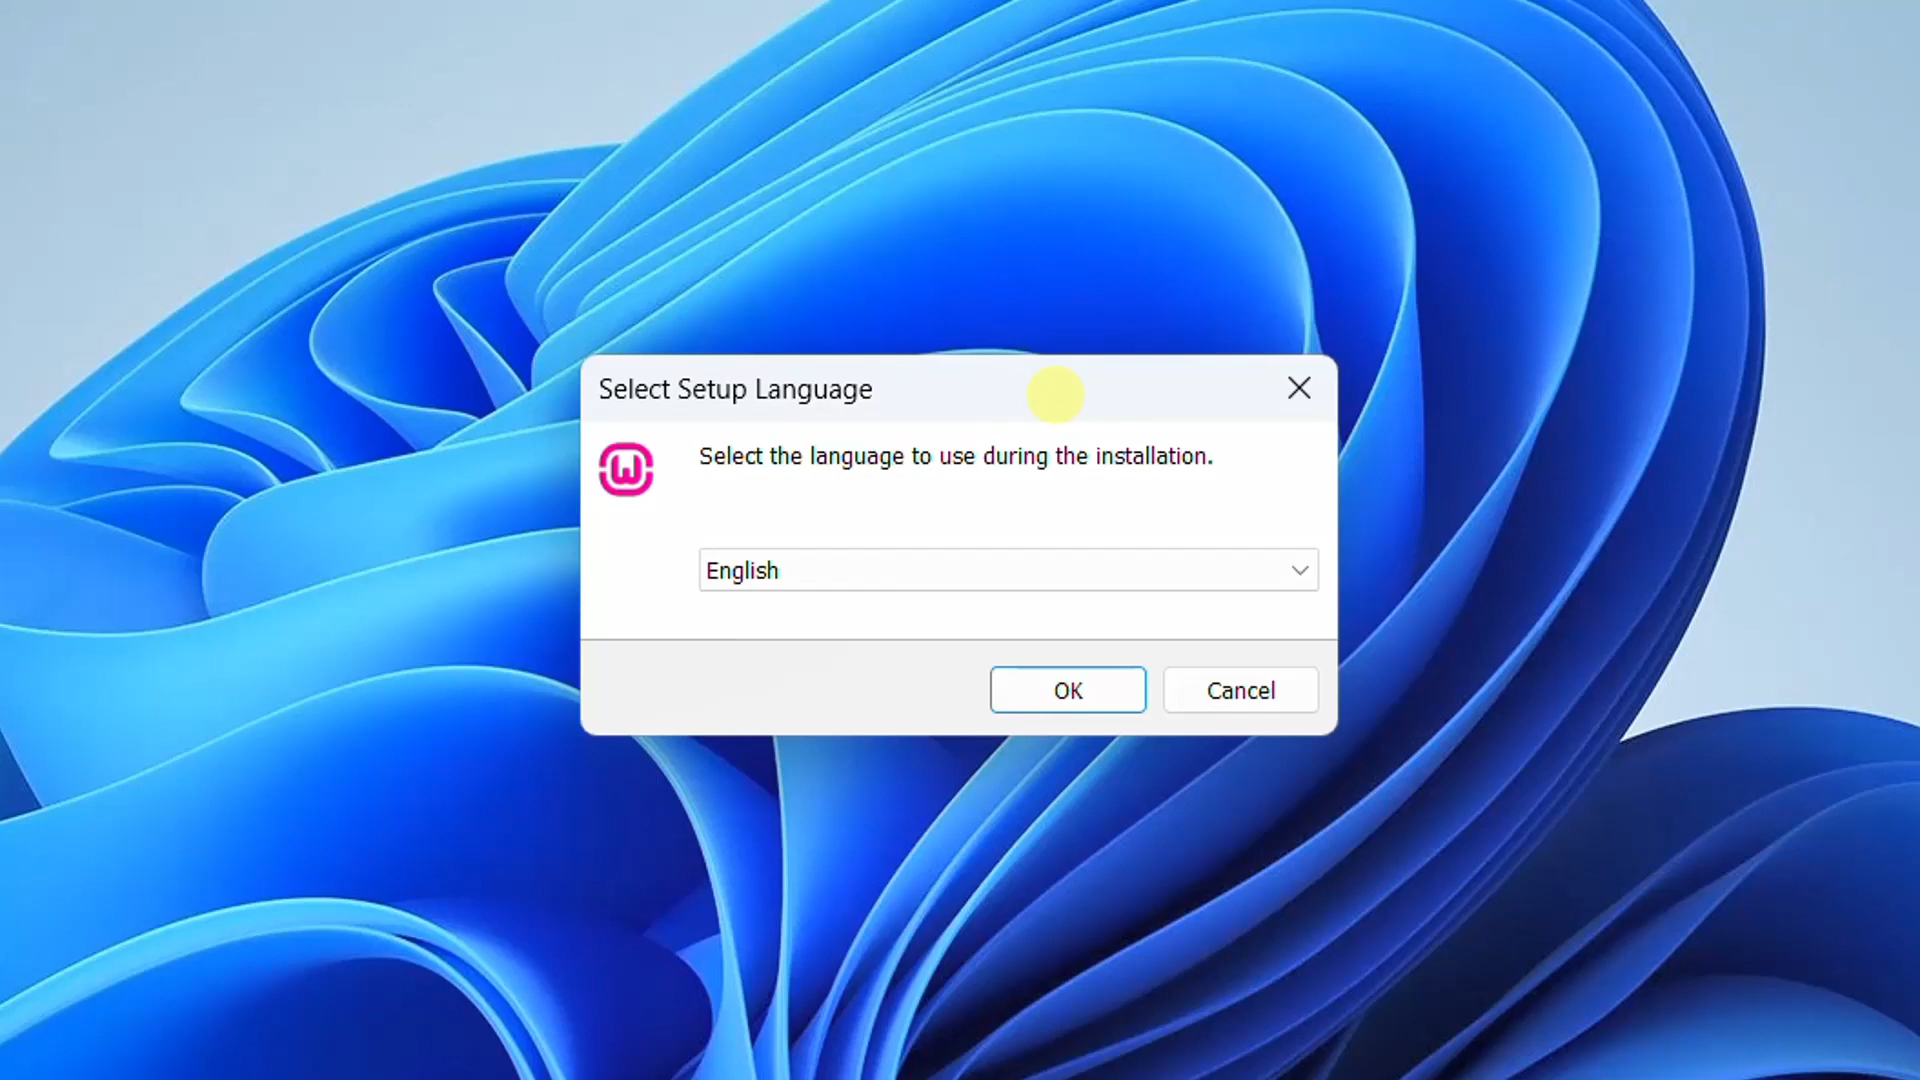 Select Setup Language
Select the language to use during the installation.
English
OK
Cancel